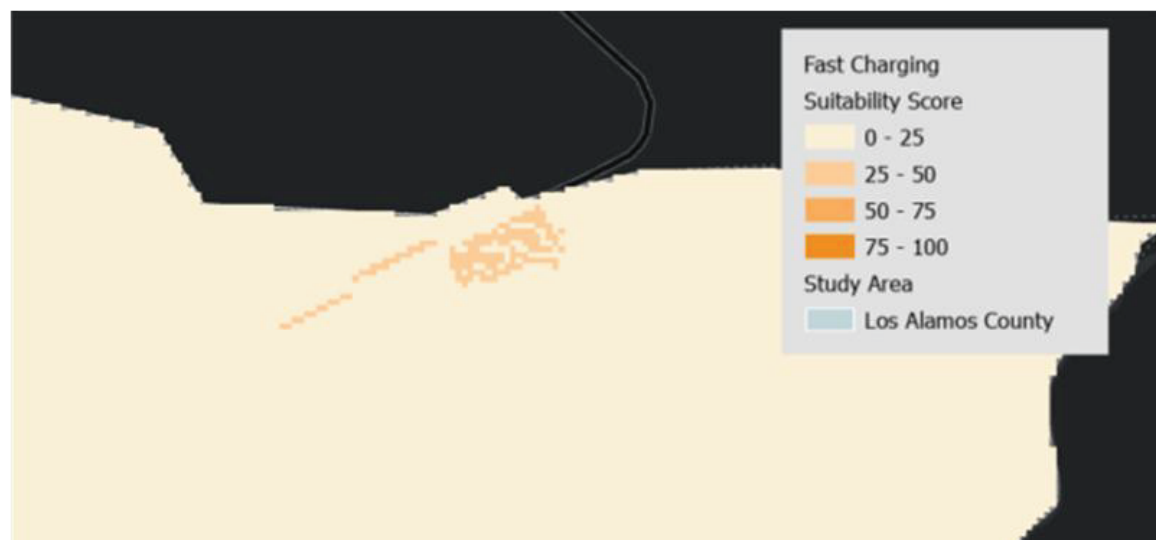 Fast Charging
Suitability Score
0 - 25
25 - 50
50 - 75
75 - 100
Study Area
Los Alamos County